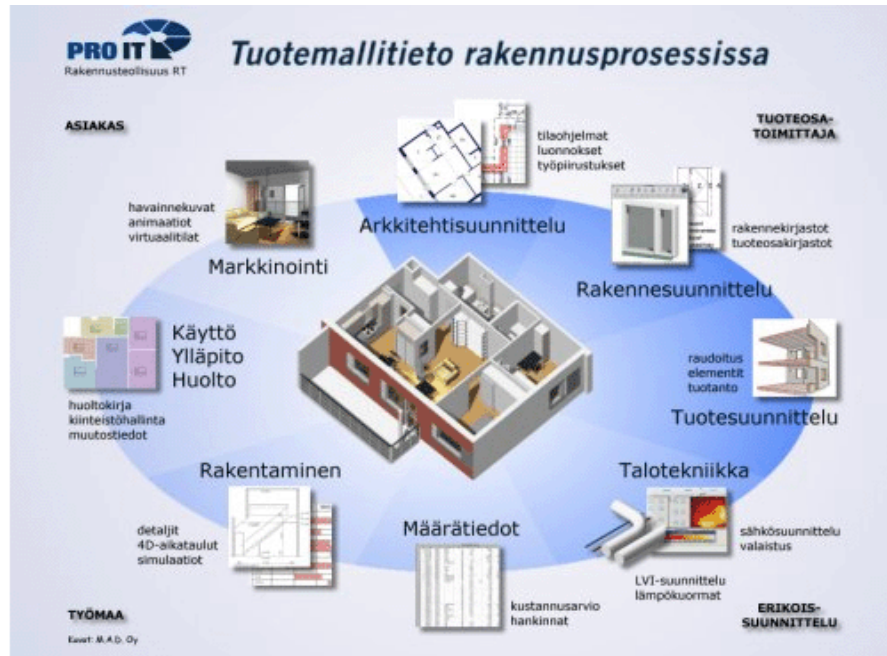 PRO IT
Rakennusteollisuus RT
Tuotemallitieto rakennusprosessissa
ASIAKAS
TUOTEOSA-
TOIMITTAJA
tilaohjelmat
luonnokset
työpiirustukset
Arkkitehtisuunnittelu
havainnekuvat
animaatiot
virtuaalitilat
Markkinointi
rakennekirjastot
tuoteosakirjastot
Rakennesuunnittelu
Käyttö
Ylläpito
Huolto
huoltokirja
kiinteistöhallinta
muutostiedot
raudoitus
elementit
tuotanto
Tuotesuunnittelu
Rakentaminen
detaljit
4D-aikataulut
simulaatiot
Määrätiedot
kustannusarvio
hankinnat
Talotekniikka
sähkösuunnittelu
valaistus
LVI-suunnittelu
lämpökuormat
TYÖMAA
Kuvat: M.A.D. Oy
ERIKOIS-
SUUNNITTELU